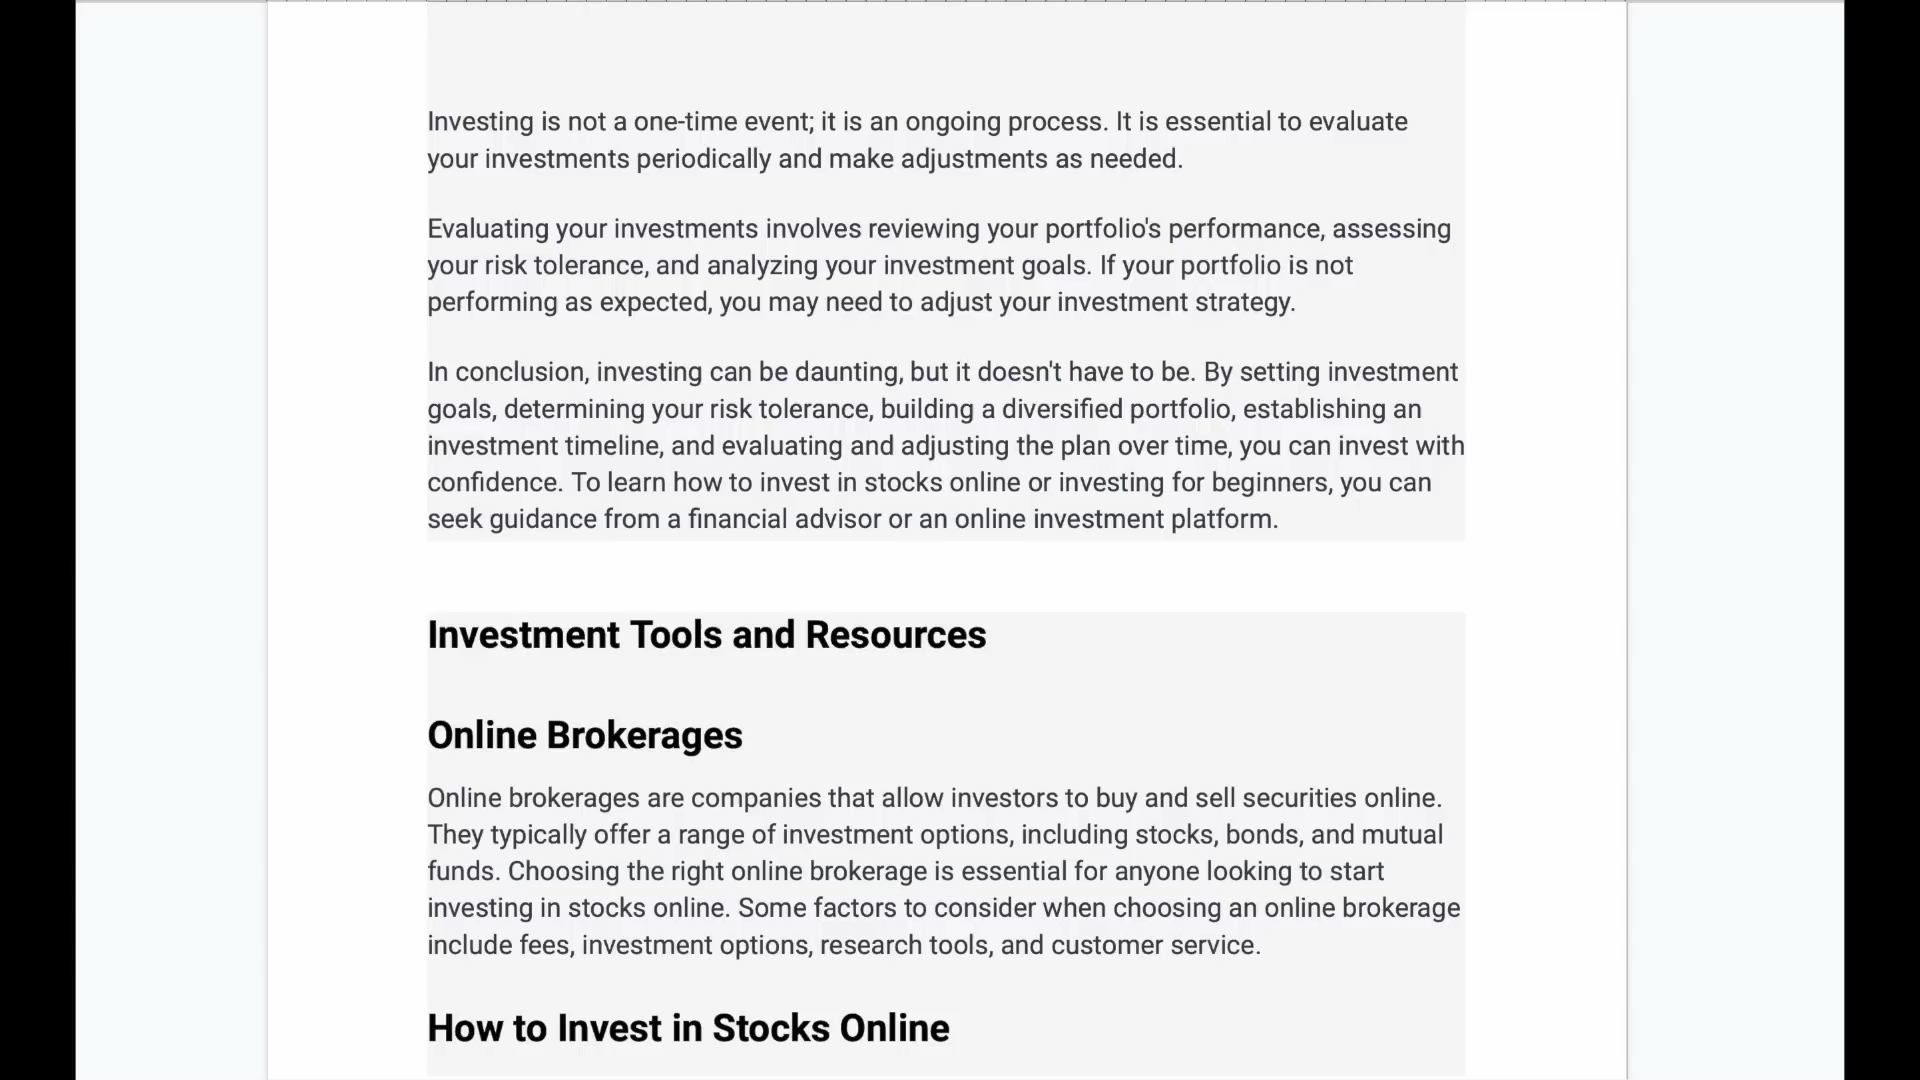 Investing is not a one-time event; it is an ongoing process. It is essential to evaluate
your investments periodically and make adjustments as needed.
Evaluating your investments involves reviewing your portfolio's performance, assessing
your risk tolerance, and analyzing your investment goals. If your portfolio is not
performing as expected, you may need to adjust your investment strategy.
In conclusion, investing can be daunting, but it doesn't have to be. By setting investment
goals, determining your risk tolerance, building a diversified portfolio, establishing an
investment timeline, and evaluating and adjusting the plan over time, you can invest with
confidence. To learn how to invest in stocks online or investing for beginners, you can
seek guidance from a financial advisor or an online investment platform.
Investment Tools and Resources
Online Brokerages
Online brokerages are companies that allow investors to buy and sell securities online.
They typically offer a range of investment options, including stocks, bonds, and mutual
funds. Choosing the right online brokerage is essential for anyone looking to start
investing in stocks online. Some factors to consider when choosing an online brokerage
include fees, investment options, research tools, and customer service.
How to Invest in Stocks Online